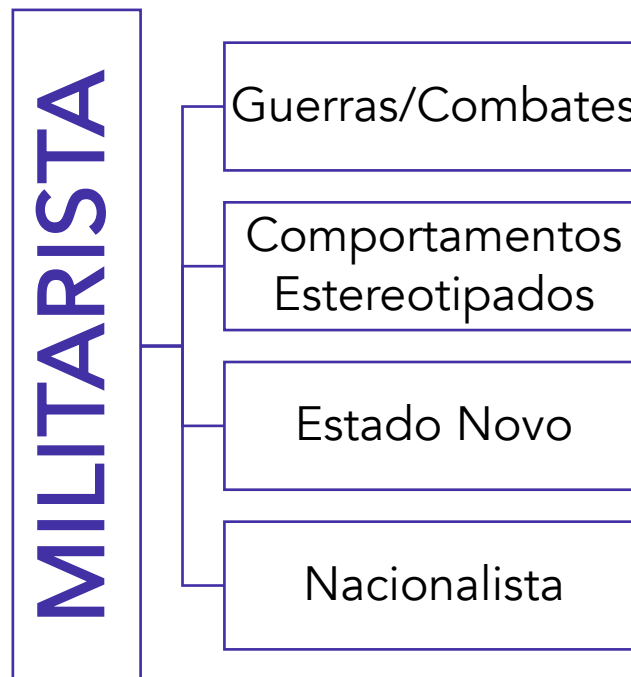 MILITARISTA
Guerras/Combates
Comportamentos
Estereotipados
Estado Novo
Nacionalista